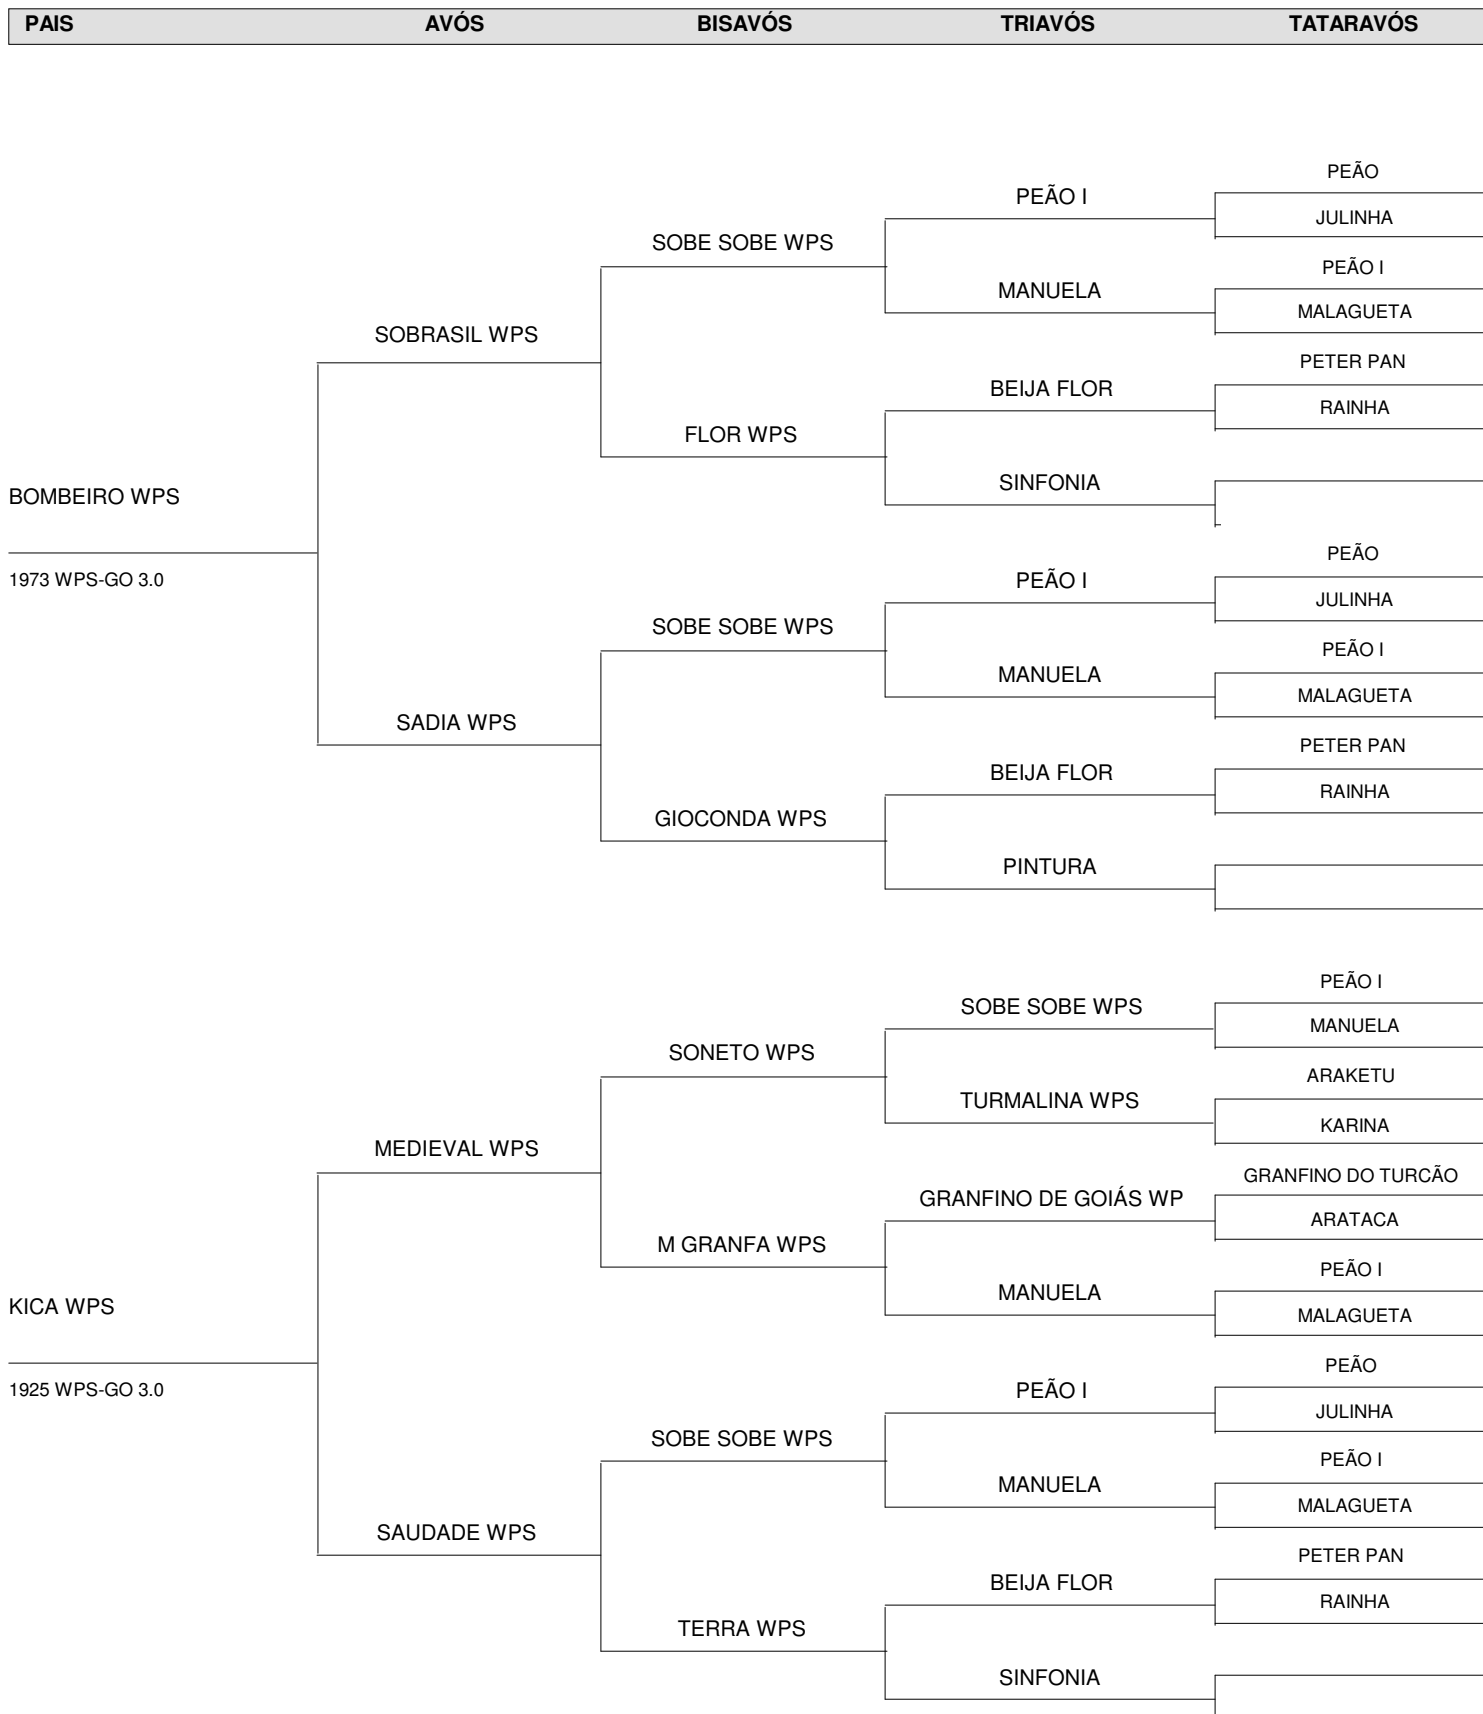 PAIS AVÓS BISAVÓS TRIAVÓS TATARAVÓS
PEÃO
PEÃO I
JULINHA
SOBE SOBE WPS
PEÃO I
MANUELA
MALAGUETA
SOBRASIL WPS
PETER PAN
BEIJA FLOR
RAINHA
FLOR WPS
SINFONIA
BOMBEIRO WPS
PEÃO
1973 WPS-GO 3.0
PEÃO I
JULINHA
SOBE SOBE WPS
PEÃO I
MANUELA
MALAGUETA
SADIA WPS
PETER PAN
BEIJA FLOR
RAINHA
GIOCONDA WPS
PINTURA
PEÃO I
SOBE SOBE WPS
MANUELA
SONETO WPS
ARAKETU
TURMALINA WPS
KARINA
MEDIEVAL WPS
GRANFINO DO TURCÃO
GRANFINO DE GOIÁS WP
ARATACA
M GRANFA WPS
PEÃO I
MANUELA
MALAGUETA
KICA WPS
PEÃO
1925 WPS-GO 3.0
PEÃO I
JULINHA
SOBE SOBE WPS
PEÃO I
MANUELA
MALAGUETA
SAUDADE WPS
PETER PAN
BEIJA FLOR
RAINHA
TERRA WPS
SINFONIA